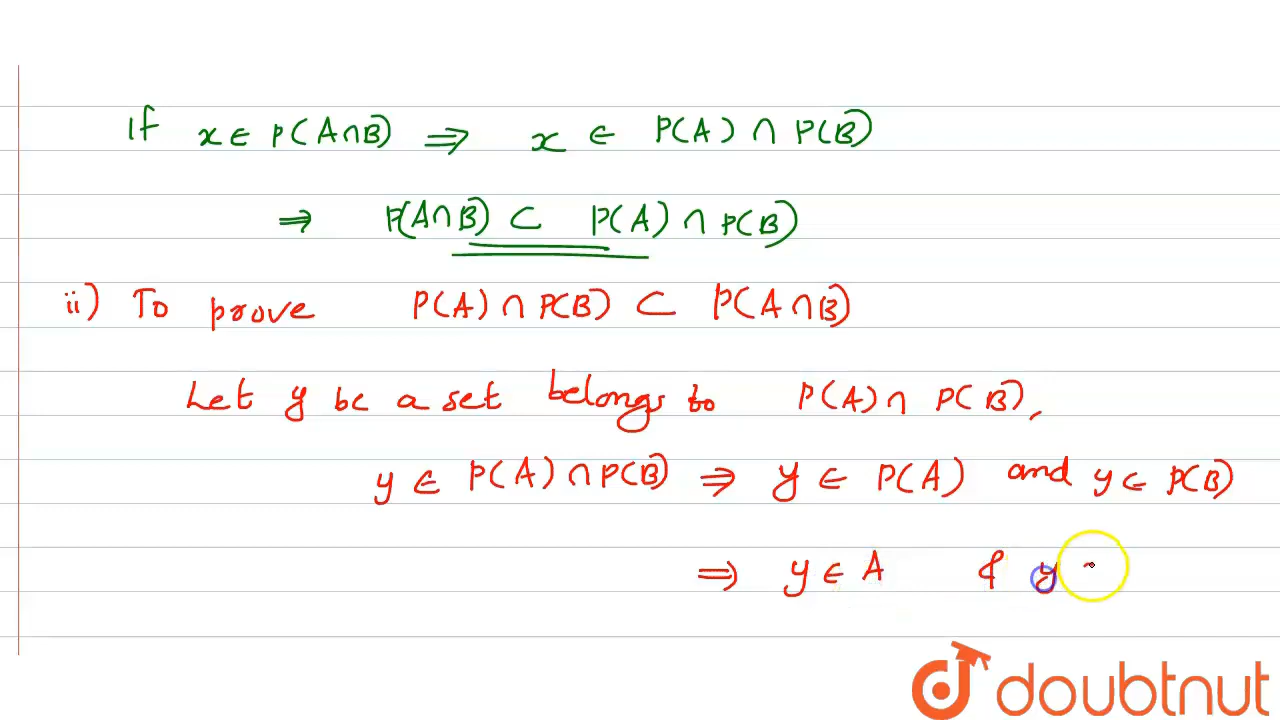 If x ∈ P(A∩B) ⇒ x ∈ P(A) ∩ P(B)
⇒ P(A∩B) ⊂ P(A) ∩ P(B)
ii) To prove P(A) ∩ P(B) ⊂ P(A∩B)
Let y be a set belongs to P(A) ∩ P(B),
y ∈ P(A) ∩ P(B) ⇒ y ∈ P(A) and y ∈ P(B)
⇒ y ∈ A & y
doubtnut